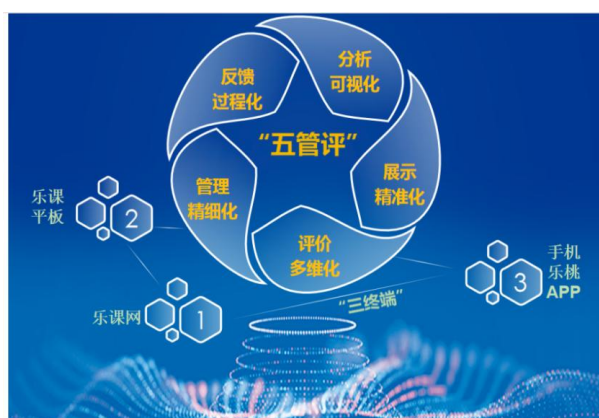 分析
可视化
反馈
过程化
“五管评”
展示
精准化
管理
精细化
评价
多维化
乐课
平板
2
乐课网
1
“三终端”
3
手机
乐桃
APP